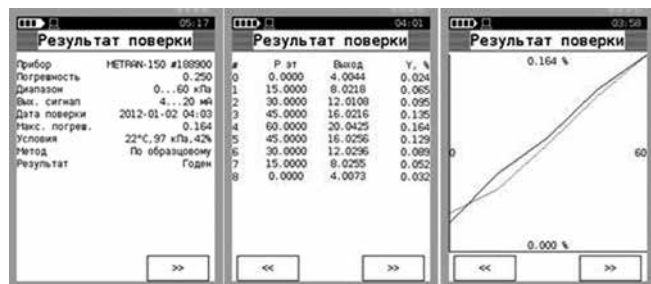 05:17
Результат поверки
Прибор METRAN-150 #188900
Погрешность 0.250
Диапазон 0...60 кПа
Вых. сигнал 4...20 мА
Дата поверки 2012-01-02 04:03
Макс. погреш. 0.164
Условия 22°C,97 кПа,42%
Метод По образцовому
Результат Годен
>>
04:01
Результат поверки
# P эт Выход Y, %
0 0.0000 4.0044 0.024
1 15.0000 8.0218 0.065
2 30.0000 12.0108 0.095
3 45.0000 16.0216 0.135
4 60.0000 20.0425 0.164
5 45.0000 16.0256 0.129
6 30.0000 12.0296 0.089
7 15.0000 8.0255 0.052
8 0.0000 4.0073 0.032
<< >>
03:58
Результат поверки
0.164 %
0 60
0.000 %
<< >>